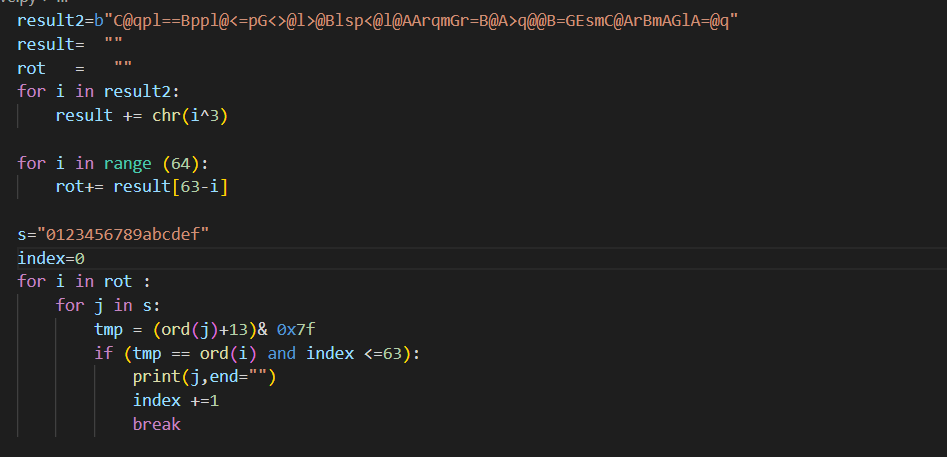 result2=b"C@qpl==Bppl@<=pG<>@l>@Blsp<@l@AArqmGr=B@A>q@@B=GEsmC@ArBmAGlA=@q"
result=  ""
rot   =   ""
for i in result2:
    result += chr(i^3)
for i in range (64):
    rot+= result[63-i]
s="0123456789abcdef"
index=0
for i in rot :
    for j in s:
        tmp = (ord(j)+13)& 0x7f
        if (tmp == ord(i) and index <=63):
            print(j,end="")
            index +=1
            break